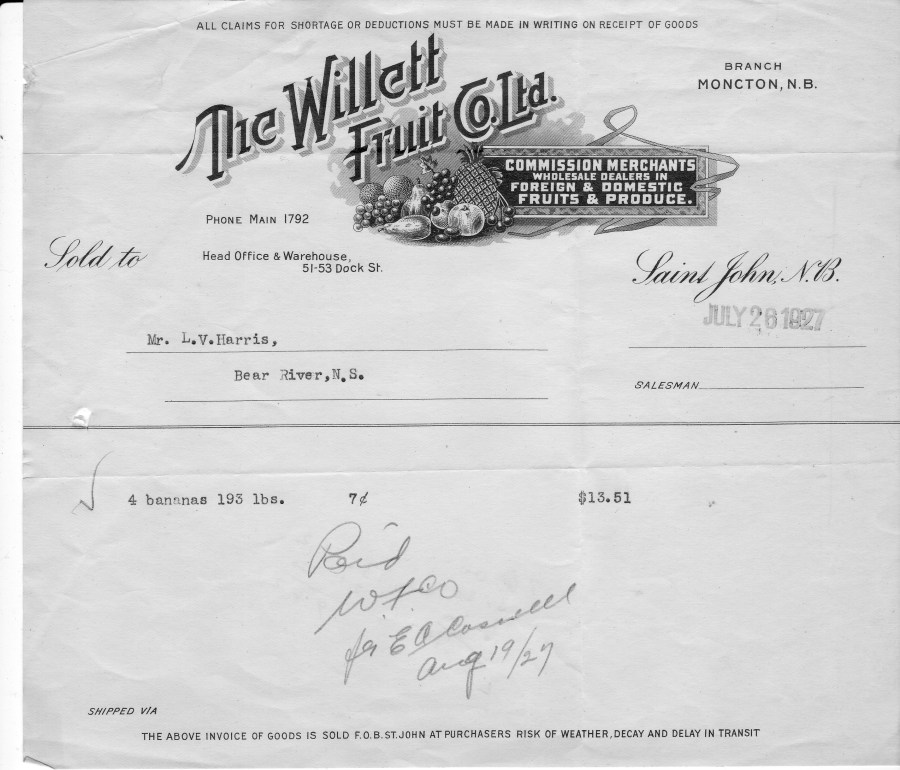 ALL CLAIMS FOR SHORTAGE OR DEDUCTIONS MUST BE MADE IN WRITING ON RECEIPT OF GOODS
BRANCH
MONCTON, N.B.
The Willett
Fruit Co. Ltd.
COMMISSION MERCHANTS
WHOLESALE DEALERS IN
FOREIGN & DOMESTIC
FRUITS & PRODUCE.
PHONE MAIN 1792
Sold to
Head Office & Warehouse,
51-53 Dock St.
Saint John, N.B.
JULY 26 1927
Mr. L.V.Harris,
Bear River,N.S.
SALESMAN
4 bananas 193 lbs. 7¢ $13.51
Paid
W F Co
per E C
Aug 19/27
SHIPPED VIA
THE ABOVE INVOICE OF GOODS IS SOLD F.O.B. ST. JOHN AT PURCHASERS RISK OF WEATHER, DECAY AND DELAY IN TRANSIT